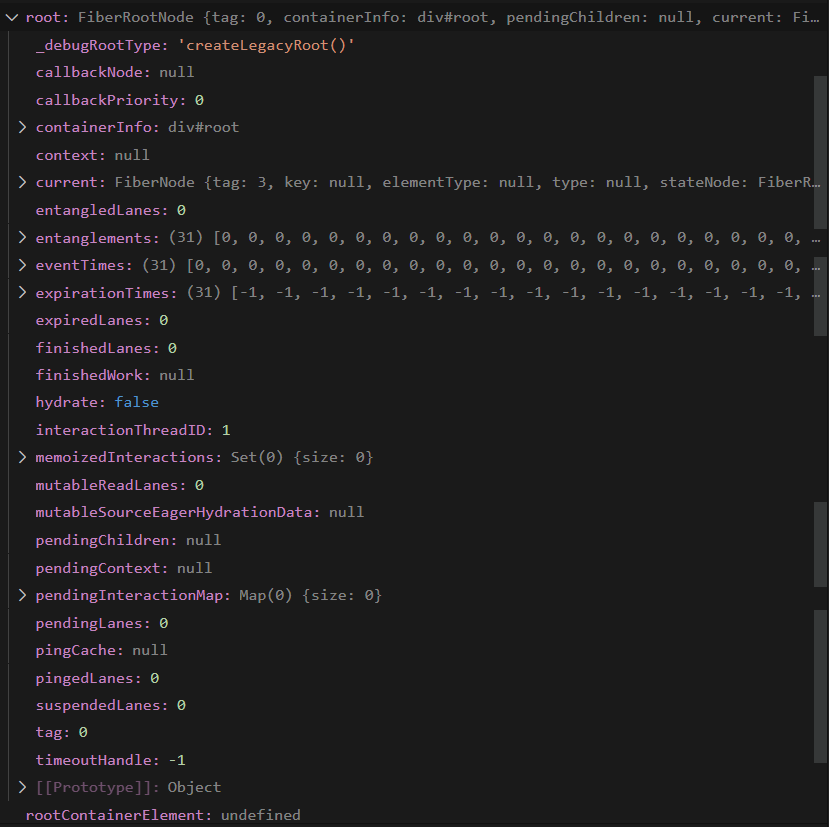 root: FiberRootNode {tag: 0, containerInfo: div#root, pendingChildren: null, current: Fi…
_debugRootType: 'createLegacyRoot()'
callbackNode: null
callbackPriority: 0
containerInfo: div#root
context: null
current: FiberNode {tag: 3, key: null, elementType: null, type: null, stateNode: FiberR…
entangledLanes: 0
entanglements: (31) [0, 0, 0, 0, 0, 0, 0, 0, 0, 0, 0, 0, 0, 0, 0, 0, 0, 0, 0, 0, 0, 0, …
eventTimes: (31) [0, 0, 0, 0, 0, 0, 0, 0, 0, 0, 0, 0, 0, 0, 0, 0, 0, 0, 0, 0, 0, 0, 0, …
expirationTimes: (31) [-1, -1, -1, -1, -1, -1, -1, -1, -1, -1, -1, -1, -1, -1, -1, -1, …
expiredLanes: 0
finishedLanes: 0
finishedWork: null
hydrate: false
interactionThreadID: 1
memoizedInteractions: Set(0) {size: 0}
mutableReadLanes: 0
mutableSourceEagerHydrationData: null
pendingChildren: null
pendingContext: null
pendingInteractionMap: Map(0) {size: 0}
pendingLanes: 0
pingCache: null
pingedLanes: 0
suspendedLanes: 0
tag: 0
timeoutHandle: -1
[[Prototype]]: Object
rootContainerElement: undefined